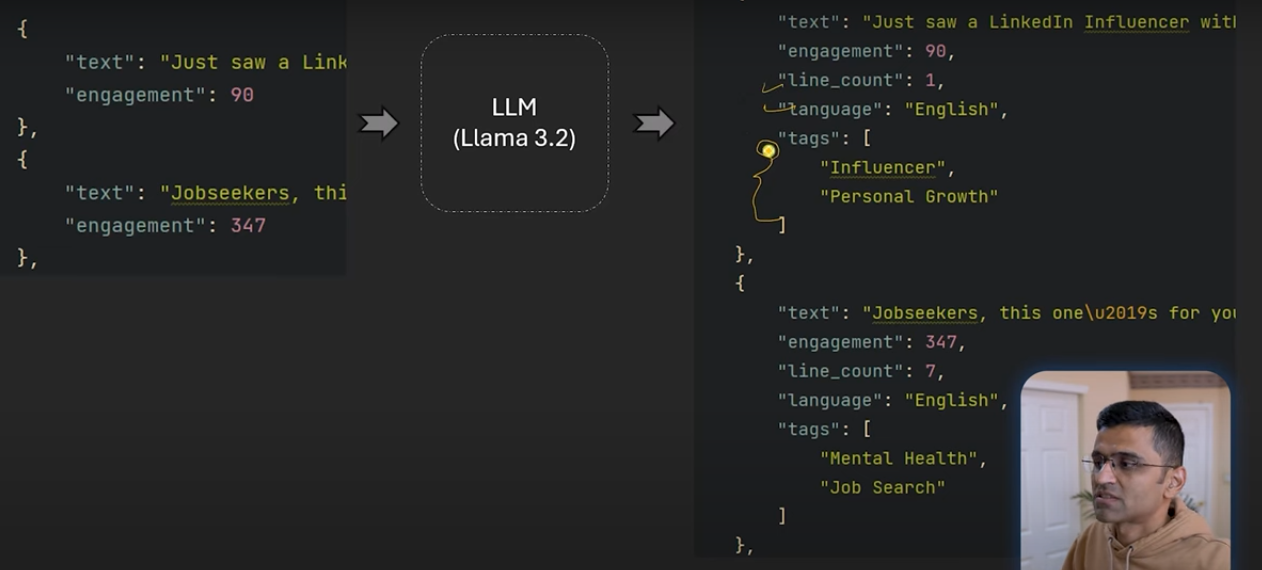 {
"text": "Just saw a Link
"engagement": 90
},
{
"text": "Jobseekers, thi
"engagement": 347
},
LLM
(Llama 3.2)
"text": "Just saw a LinkedIn Influencer with
"engagement": 90,
"line_count": 1,
"language": "English",
"tags": [
"Influencer",
"Personal Growth"
]
},
{
"text": "Jobseekers, this one\u2019s for you
"engagement": 347,
"line_count": 7,
"language": "English",
"tags": [
"Mental Health",
"Job Search"
]
},